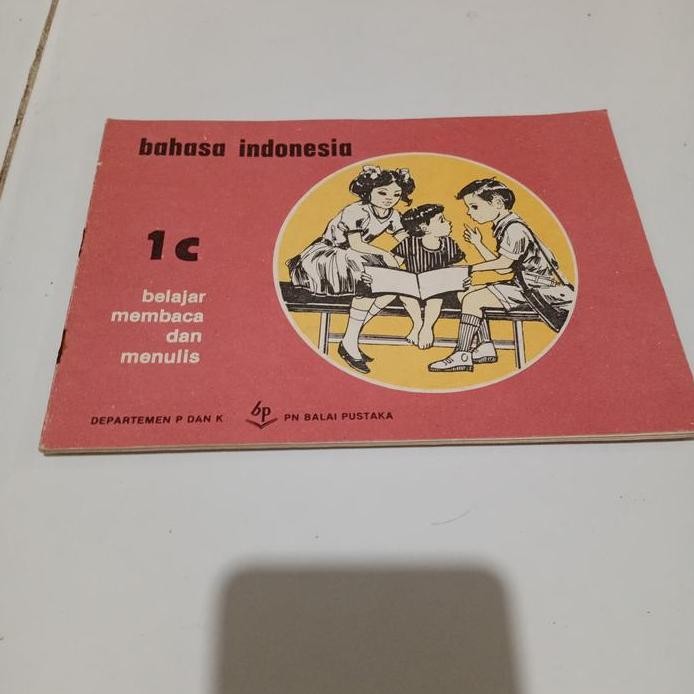 bahasa indonesia
1c
belajar
membaca
dan
menulis
DEPARTEMEN P DAN K bp PN BALAI PUSTAKA